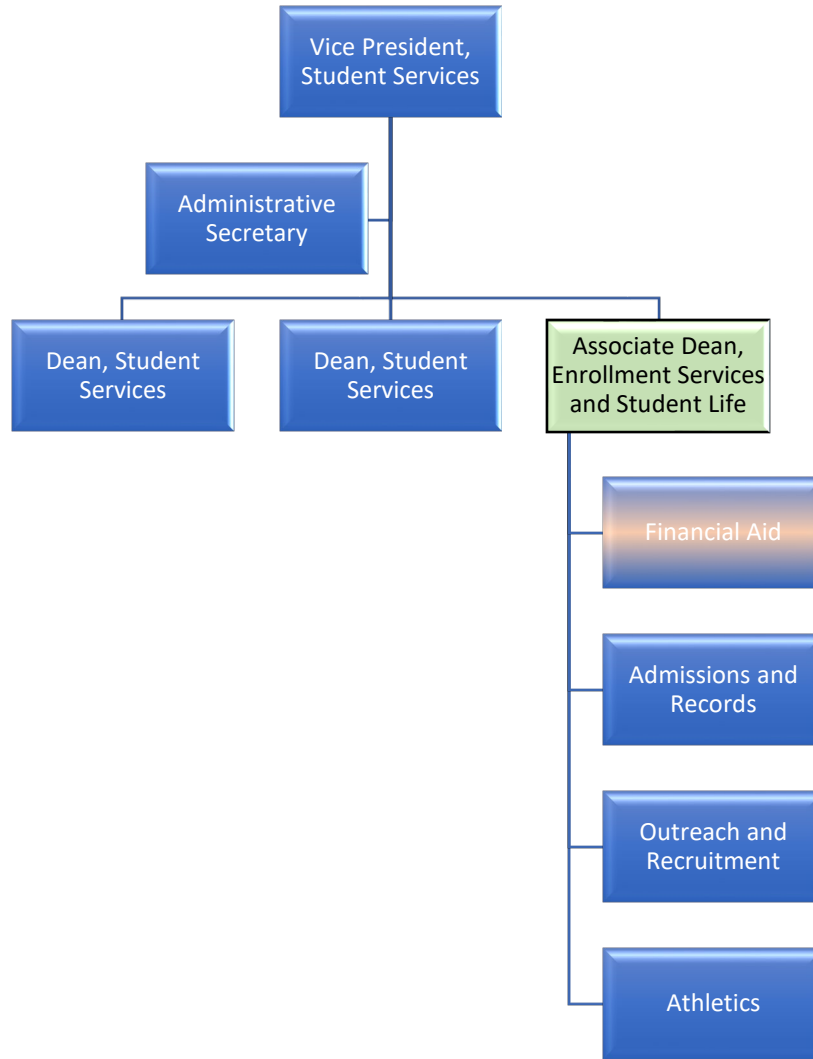 Vice President,
Student Services
Administrative
Secretary
Dean, Student
Services
Dean, Student
Services
Associate Dean,
Enrollment Services
and Student Life
Financial Aid
Admissions and
Records
Outreach and
Recruitment
Athletics